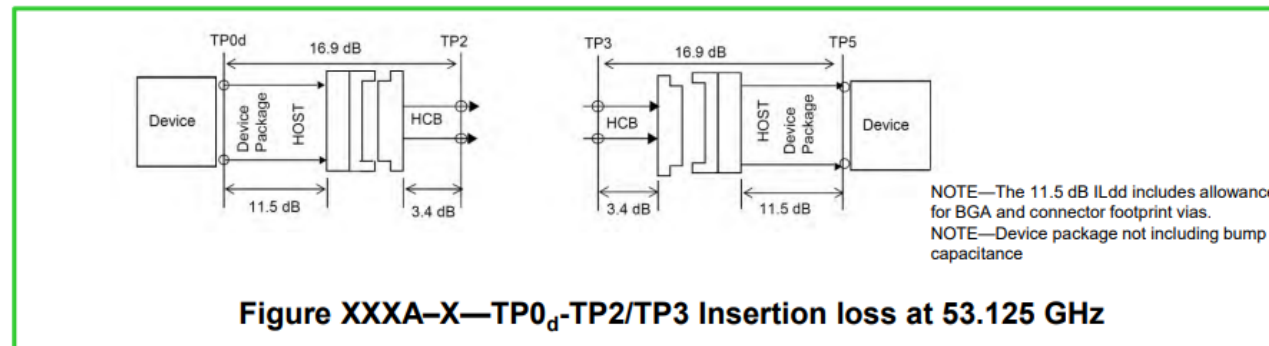 TP0d
16.9 dB
TP2
Device
Device
Package
HOST
HCB
11.5 dB
3.4 dB
TP3
16.9 dB
TP5
HCB
HOST
Device
Package
Device
3.4 dB
11.5 dB
NOTE—The 11.5 dB ILdd includes allowance
for BGA and connector footprint vias.
NOTE—Device package not including bump
capacitance
Figure XXXA–X—TP0d-TP2/TP3 Insertion loss at 53.125 GHz